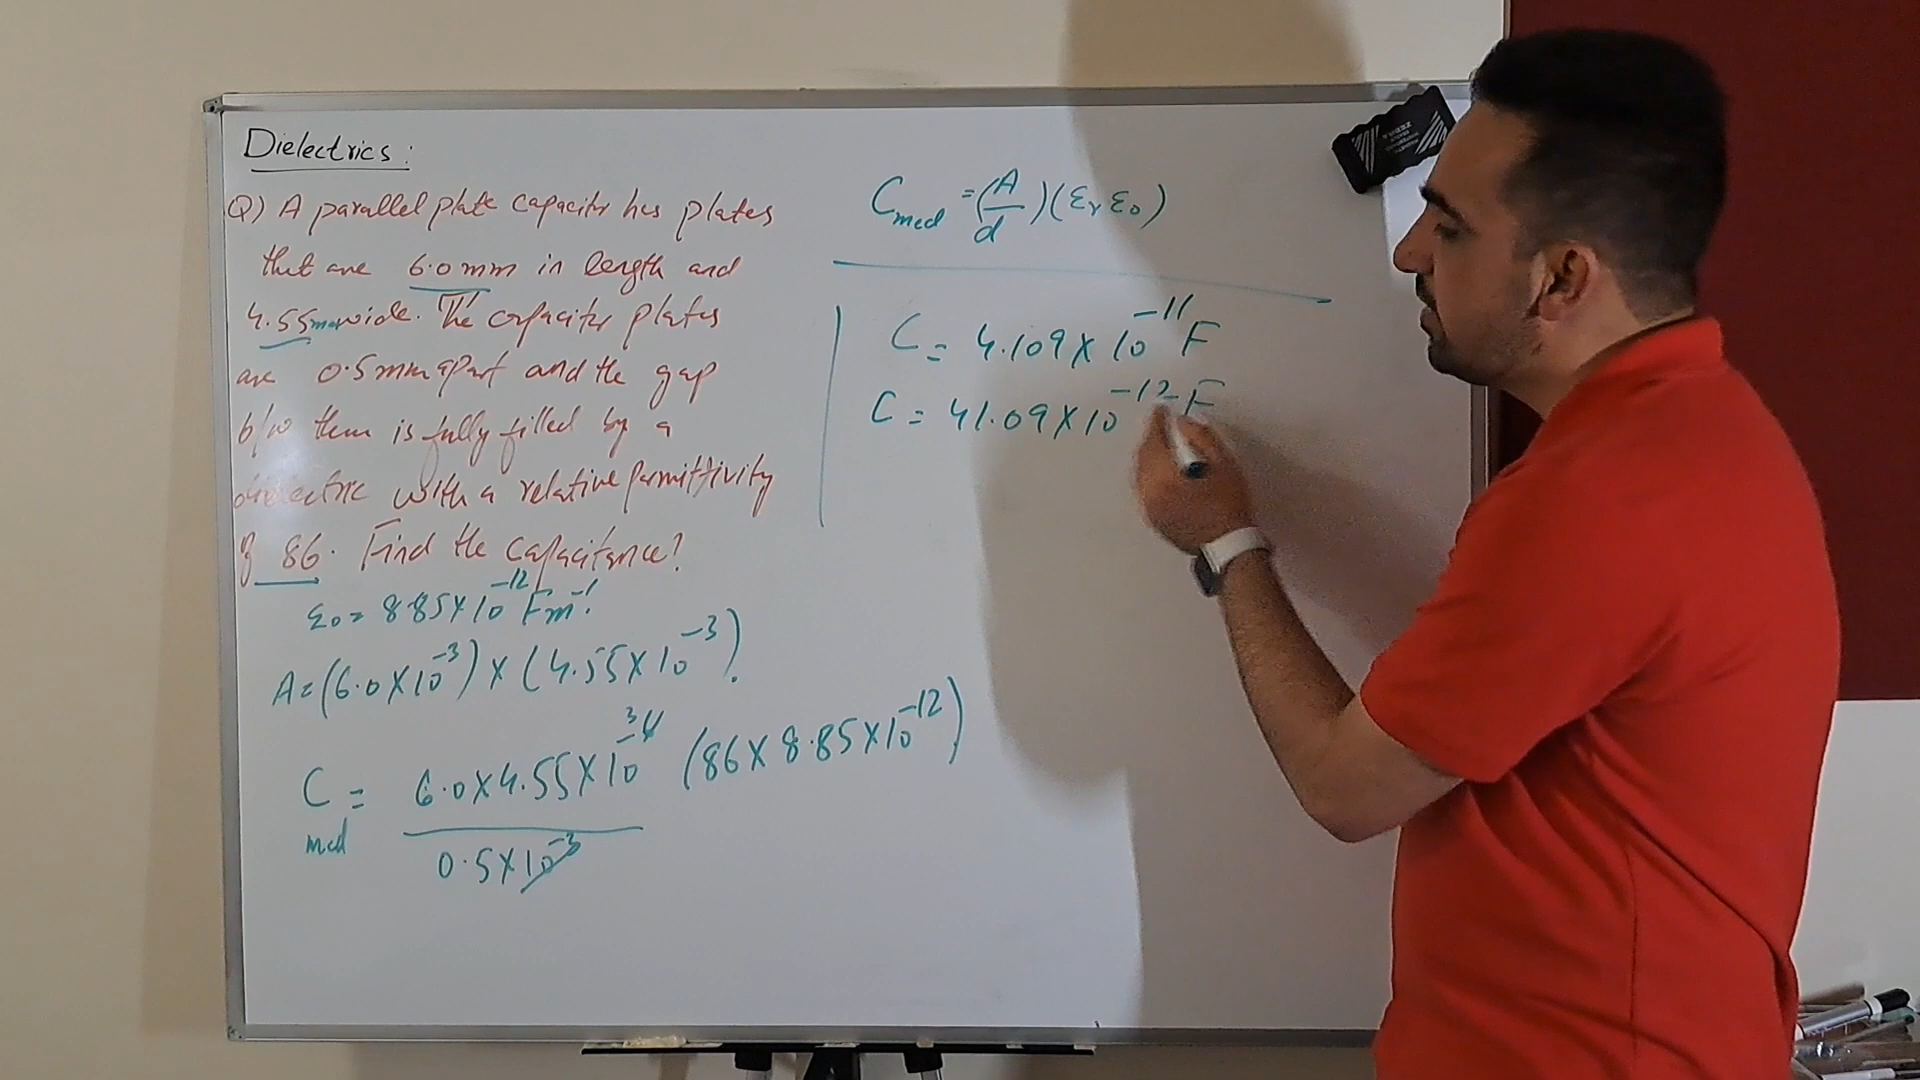 Dielectrics:
Q) A parallel plate capacitor has plates
that are 6.0mm in length and
4.55mm wide. The capacitor plates
are 0.5mm apart and the gap
b/w them is fully filled by a
dielectric with a relative permittivity
of 86. Find the capacitance?
ε₀ = 8.85×10⁻¹² Fm⁻¹.
A = (6.0×10⁻³) × (4.55×10⁻³).
C med = 6.0×4.55×10⁻³ (86×8.85×10⁻¹²)
0.5×10⁻³
C med = (A/d)(εᵣ ε₀)
C = 4.109×10⁻¹¹ F
C = 41.09×10⁻¹² F